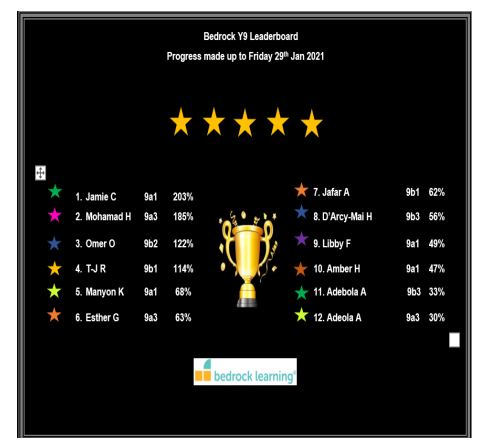 Bedrock Y9 Leaderboard
Progress made up to Friday 29th Jan 2021
1. Jamie C 9a1 203%
2. Mohamad H 9a3 185%
3. Omer O 9b2 122%
4. T-J R 9b1 114%
5. Manyon K 9a1 68%
6. Esther G 9a3 63%
7. Jafar A 9b1 62%
8. D'Arcy-Mai H 9b3 56%
9. Libby F 9a1 49%
10. Amber H 9a1 47%
11. Adebola A 9b3 33%
12. Adeola A 9a3 30%
bedrock learning®